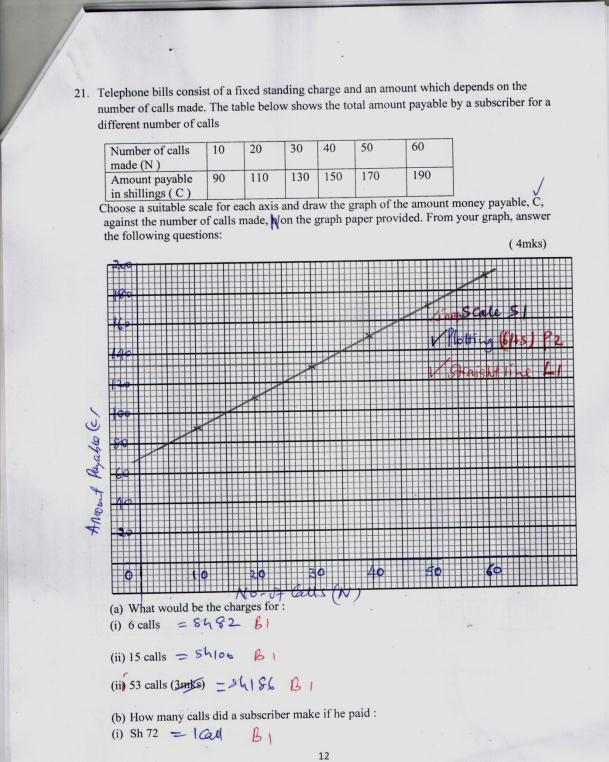 21. Telephone bills consist of a fixed standing charge and an amount which depends on the
number of calls made. The table below shows the total amount payable by a subscriber for a
different number of calls
Number of calls made (N ) 10 20 30 40 50 60
Amount payable in shillings ( C ) 90 110 130 150 170 190
Choose a suitable scale for each axis and draw the graph of the amount money payable, C,
against the number of calls made, N on the graph paper provided. From your graph, answer
the following questions:
( 4mks)
200
180
160
140
120
100
80
60
40
20
Scale S1
✓ Plotting (6pts) P2
✓ Straight line L1
Amount Payable (C)
0 10 20 30 40 50 60
No. of Calls (N)
(a) What would be the charges for :
(i) 6 calls = Sh 82 B1
(ii) 15 calls = Sh100 B1
(ii) 53 calls (3mks) = Sh186 B1
(b) How many calls did a subscriber make if he paid :
(i) Sh 72 = 1 Call B1
12